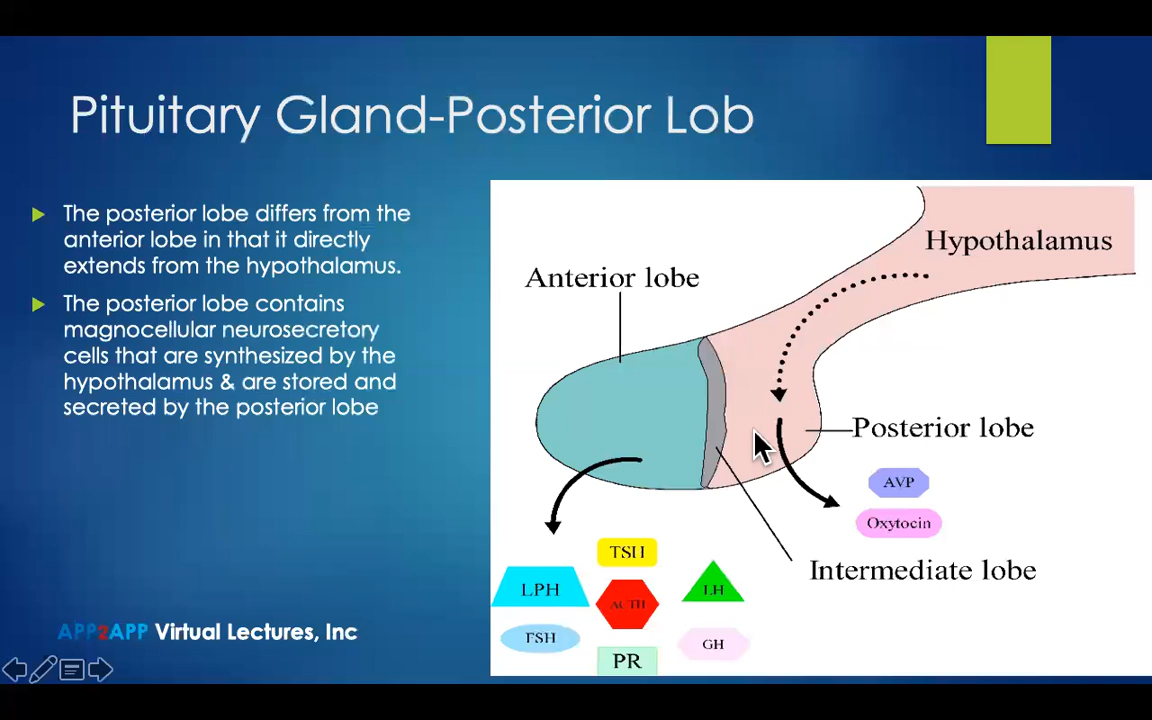 Pituitary Gland-Posterior Lob
The posterior lobe differs from the
anterior lobe in that it directly
extends from the hypothalamus.
The posterior lobe contains
magnocellular neurosecretory
cells that are synthesized by the
hypothalamus & are stored and
secreted by the posterior lobe
Hypothalamus
Anterior lobe
Posterior lobe
AVP
Oxytocin
Intermediate lobe
TSH
LPH
ACTH
LH
FSH
GH
PR
APP2APP Virtual Lectures, Inc